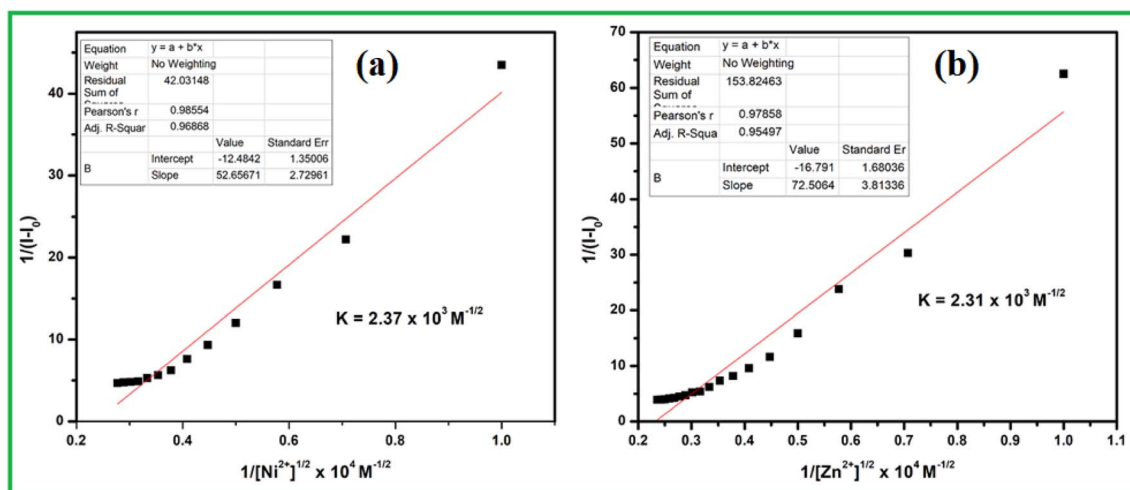 (a)
Equation y = a + b*x
Weight No Weighting
Residual 42.03148
Sum of
Pearson's r 0.98554
Adj. R-Squar 0.96868
Value Standard Err
B
Intercept -12.4842 1.35006
Slope 52.65671 2.72961
40
30
20
10
0
1/(I-I0)
K = 2.37 x 10³ M⁻¹/²
0.2 0.4 0.6 0.8 1.0
1/[Ni²⁺]¹/² x 10⁴ M⁻¹/²
(b)
Equation y = a + b*x
Weight No Weighting
Residual 153.82463
Sum of
Pearson's r 0.97858
Adj. R-Squa 0.95497
Value Standard Er
B
Intercept -16.791 1.68036
Slope 72.5064 3.81336
70
60
50
40
30
20
10
0
1/(I-I0)
K = 2.31 x 10³ M⁻¹/²
0.2 0.3 0.4 0.5 0.6 0.7 0.8 0.9 1.0 1.1
1/[Zn²⁺]¹/² x 10⁴ M⁻¹/²